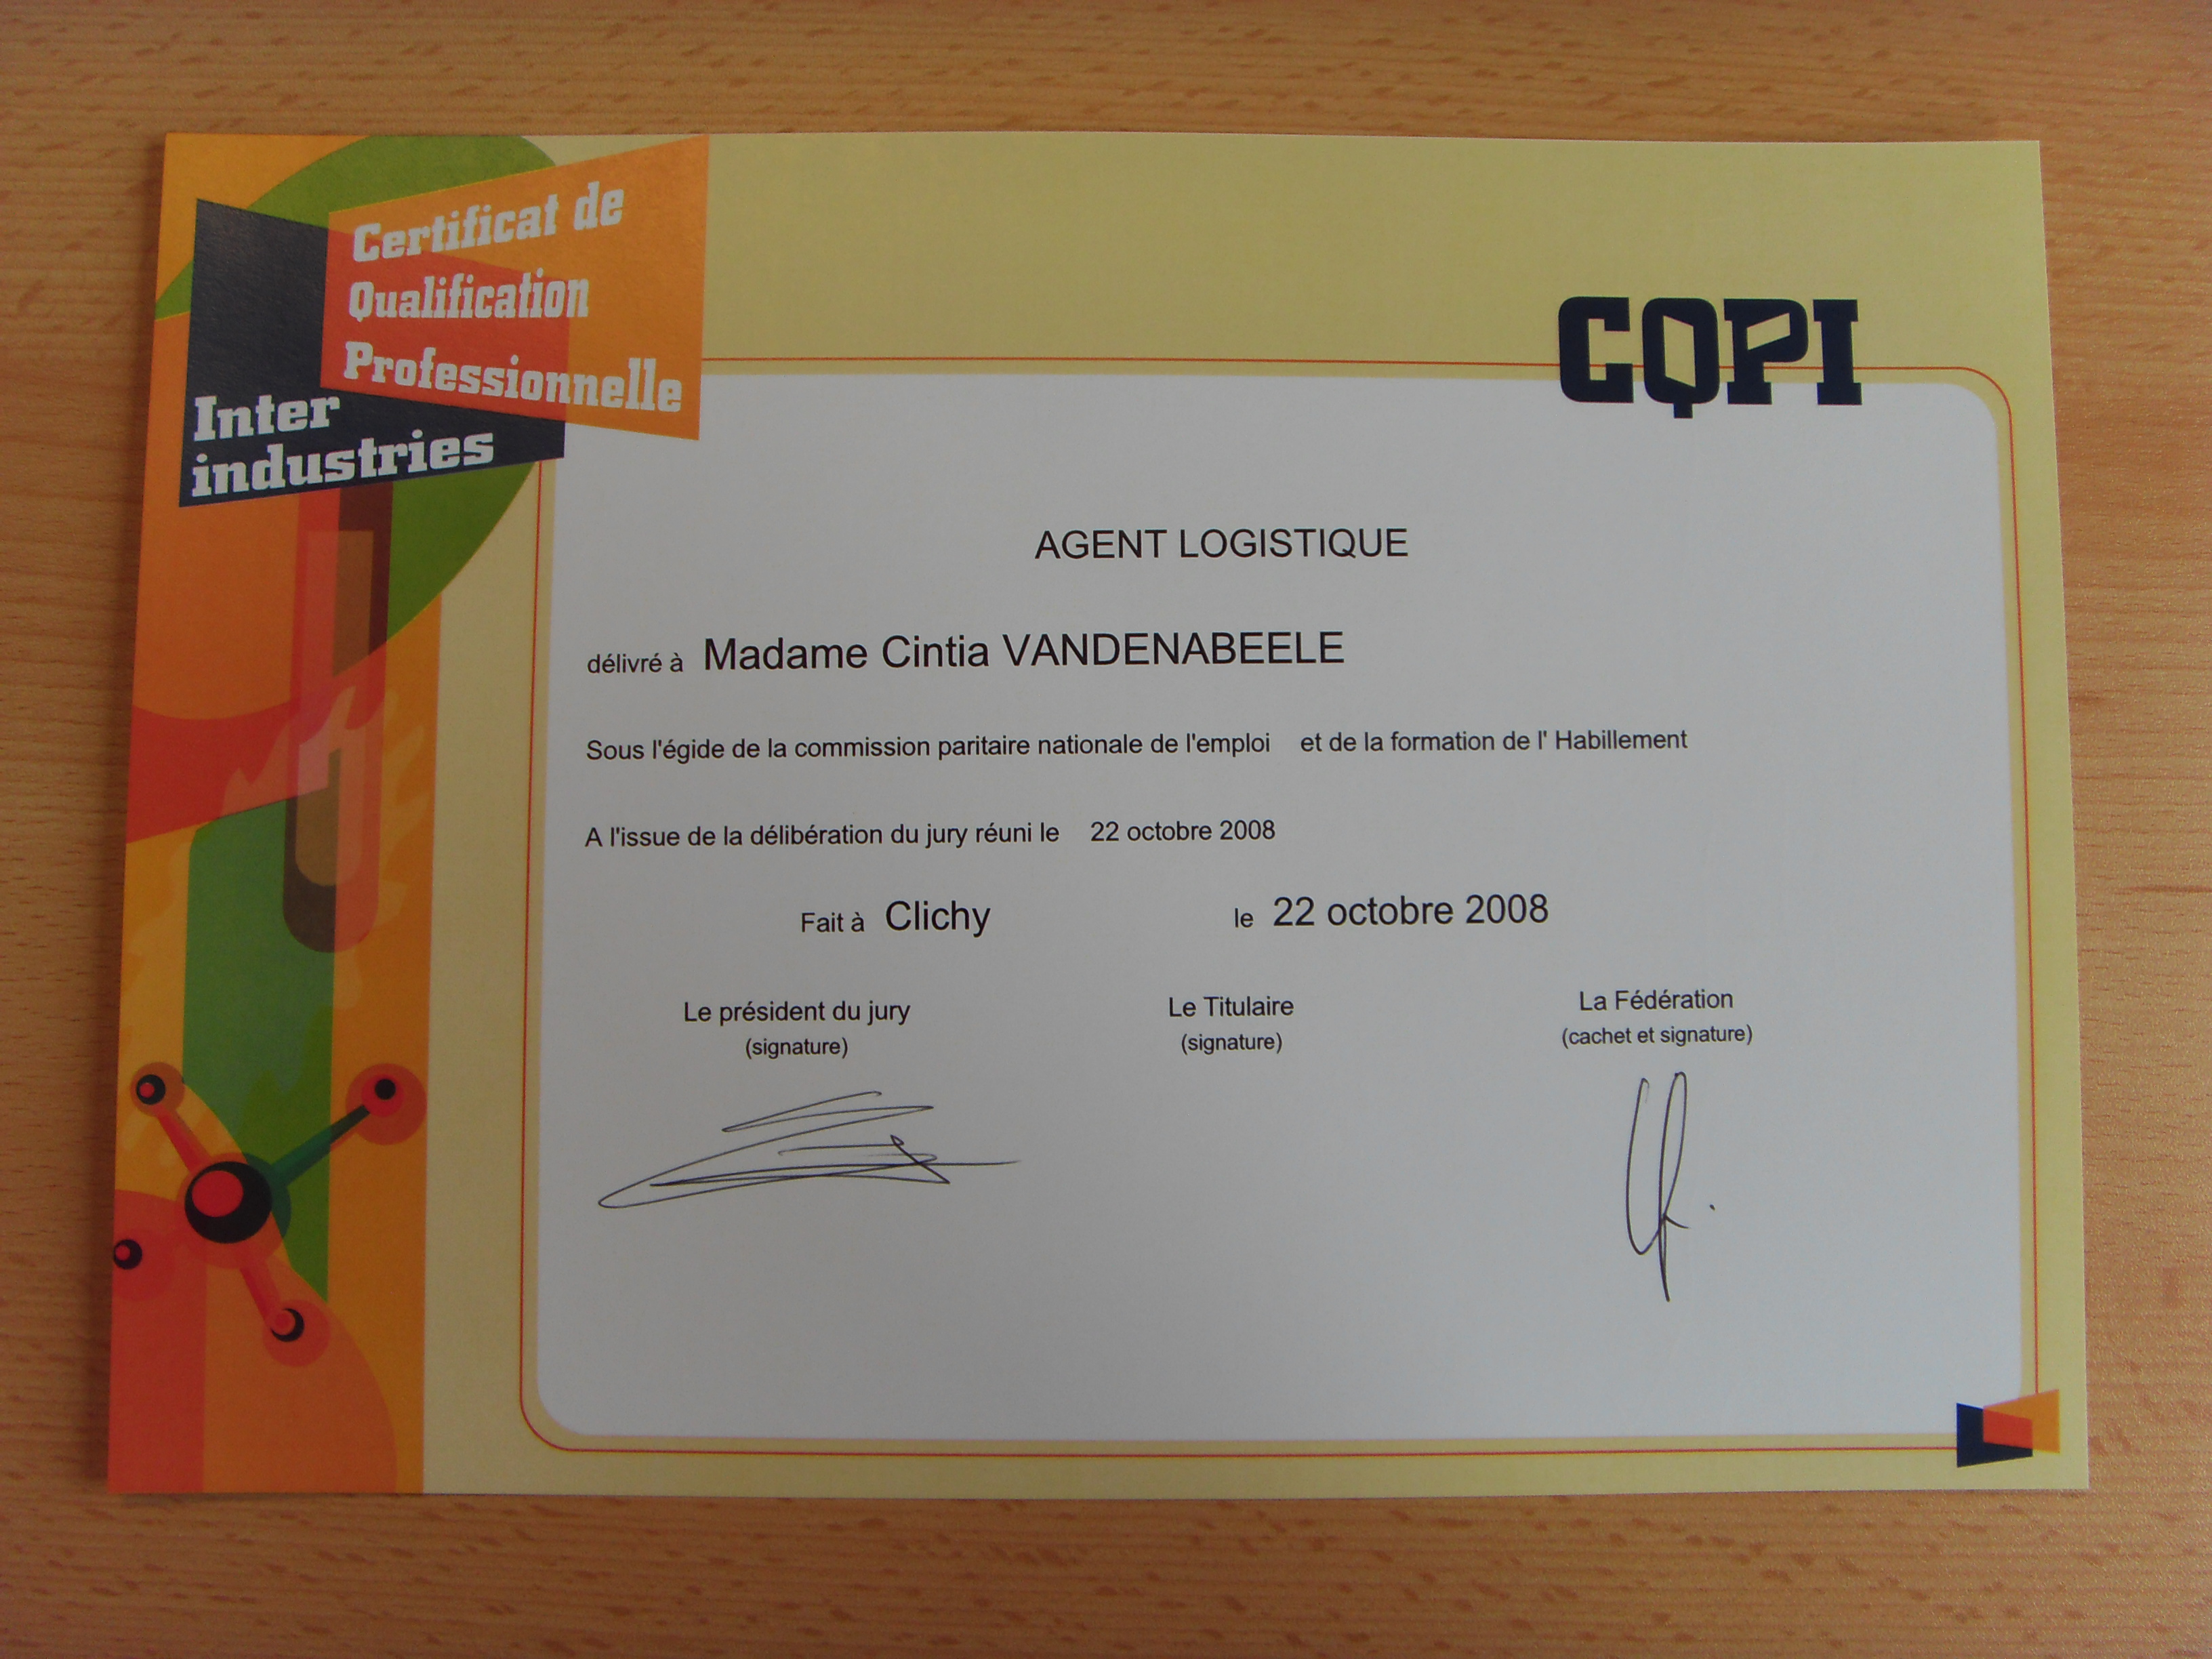 Certificat de
Qualification
Professionnelle
Inter
industries
CQPI
AGENT LOGISTIQUE
délivré à Madame Cintia VANDENABEELE
Sous l'égide de la commission paritaire nationale de l'emploi et de la formation de l' Habillement
A l'issue de la délibération du jury réuni le 22 octobre 2008
Fait à Clichy le 22 octobre 2008
Le président du jury Le Titulaire La Fédération
(signature) (signature) (cachet et signature)